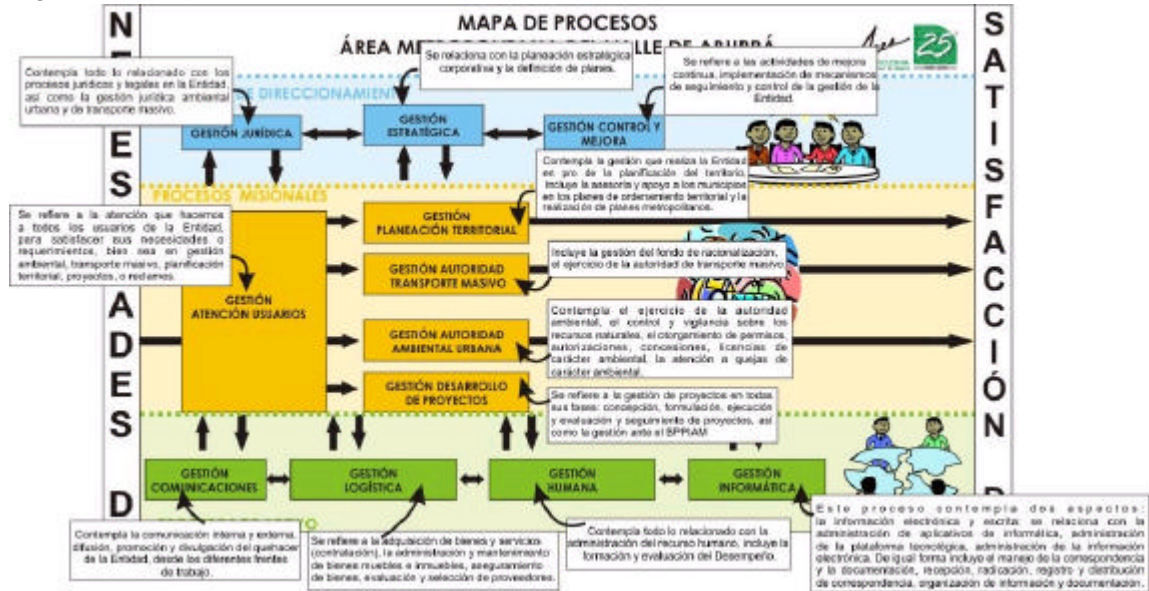 MAPA DE PROCESOS
ÁREA METROPOLITANA DEL VALLE DE ABURRÁ
25
N
E
S
A
D
E
S
D
S
A
T
I
S
F
A
C
C
I
Ó
N
Contempla todo lo relacionado con los
procesos jurídicos y legales en la Entidad,
así como la gestión jurídica ambiental
urbana y de transporte masivo.
Se relaciona con la planeación estratégica
corporativa y la definición de planes.
Se refiere a las actividades de mejora
continua, implementación de mecanismos
de seguimiento y control de la gestión de la
Entidad.
DE DIRECCIONAMIENTO
GESTIÓN JURÍDICA
GESTIÓN
ESTRATÉGICA
GESTIÓN CONTROL Y
MEJORA
Contempla la gestión que realiza la Entidad
en pro de la planificación del territorio,
incluye la asesoría y apoyo a los municipios
en los planes de ordenamiento territorial y la
realización de planes metropolitanos.
PROCESOS MISIONALES
Se refiere a la atención que hacemos
a todos los usuarios de la Entidad,
para satisfacer sus necesidades o
requerimientos, bien sea en gestión
ambiental, transporte masivo, planificación
territorial, proyectos, o reclamos.
GESTIÓN
ATENCIÓN USUARIOS
GESTIÓN
PLANEACIÓN TERRITORIAL
Incluye la gestión del fondo de racionalización,
el ejercicio de la autoridad de transporte masivo.
GESTIÓN AUTORIDAD
TRANSPORTE MASIVO
Contempla el ejercicio de la autoridad
ambiental, el control y vigilancia sobre los
recursos naturales, el otorgamiento de permisos,
autorizaciones, concesiones, licencias de
carácter ambiental, la atención a quejas de
carácter ambiental.
GESTIÓN AUTORIDAD
AMBIENTAL URBANA
GESTIÓN DESARROLLO
DE PROYECTOS
Se refiere a la gestión de proyectos en todas
sus fases: concepción, formulación, ejecución
y evaluación y seguimiento de proyectos, así
como la gestión ante el BPPIAM
GESTIÓN
COMUNICACIONES
GESTIÓN
LOGÍSTICA
GESTIÓN
HUMANA
GESTIÓN
INFORMÁTICA
Contempla la comunicación interna y externa,
difusión, promoción y divulgación del quehacer
de la Entidad, desde los diferentes frentes
de trabajo.
Se refiere a la adquisición de bienes y servicios
(contratación), la administración y mantenimiento
de bienes muebles e inmuebles, aseguramiento
de bienes, evaluación y selección de proveedores.
Contempla todo lo relacionado con la
administración del recurso humano, incluye la
formación y evaluación del Desempeño.
Este proceso contempla dos aspectos:
la información electrónica y escrita: se relaciona con la
administración de aplicativos de informática, administración
de la plataforma tecnológica, administración de la información
electrónica. De igual forma incluye el manejo de la correspondencia
y la documentación, recepción, radicación, registro y distribución
de correspondencia, organización de información y documentación.